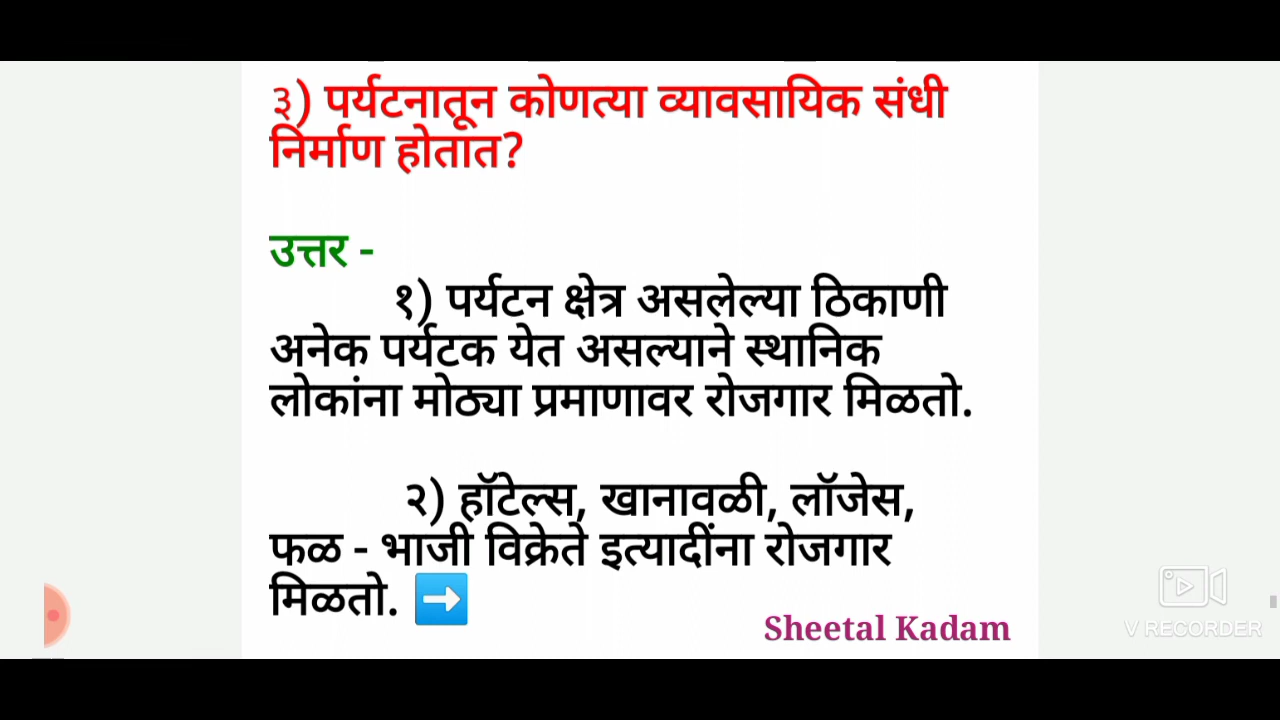 ३) पर्यटनातून कोणत्या व्यावसायिक संधी
निर्माण होतात?
उत्तर -
१) पर्यटन क्षेत्र असलेल्या ठिकाणी
अनेक पर्यटक येत असल्याने स्थानिक
लोकांना मोठ्या प्रमाणावर रोजगार मिळतो.
२) हॉटेल्स, खानावळी, लॉजेस,
फळ - भाजी विक्रेते इत्यादींना रोजगार
मिळतो. ➡️
Sheetal Kadam
V RECORDER